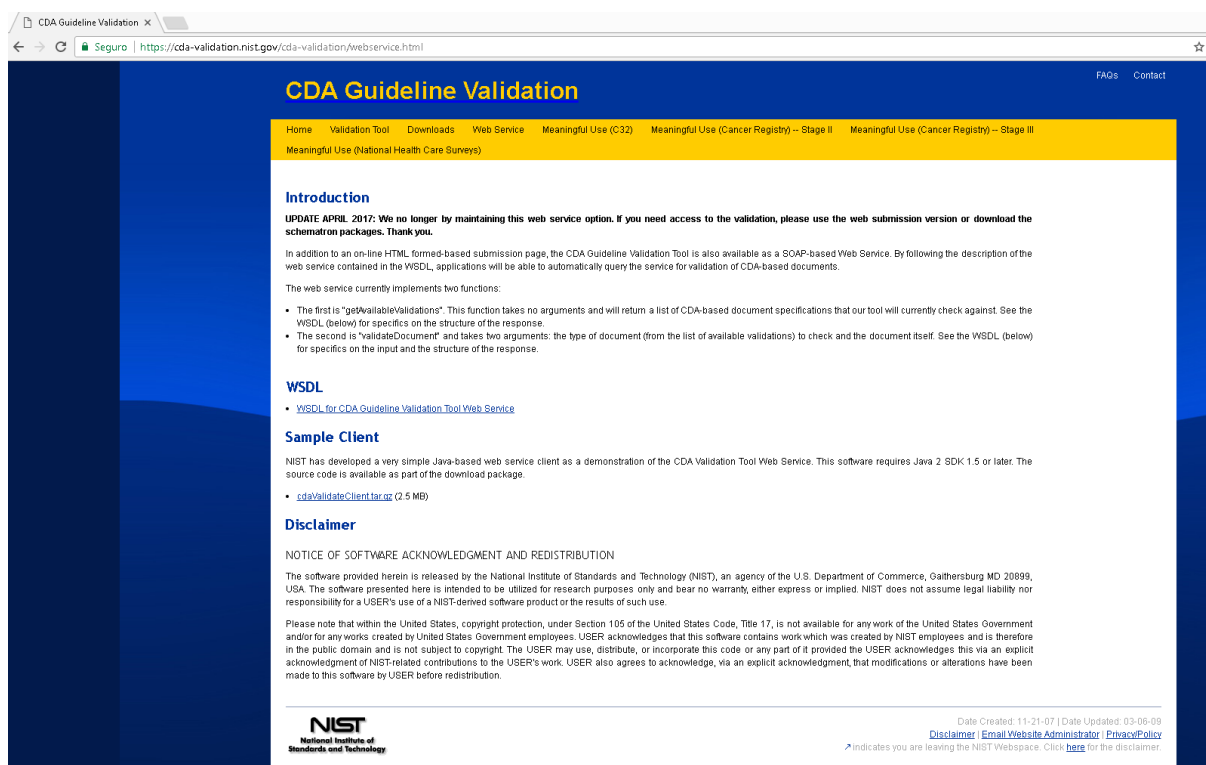 CDA Guideline Validation
Seguro | https://cda-validation.nist.gov/cda-validation/webservice.html
FAQs Contact
CDA Guideline Validation
Home Validation Tool Downloads Web Service Meaningful Use (C32) Meaningful Use (Cancer Registry) -- Stage II Meaningful Use (Cancer Registry) -- Stage III
Meaningful Use (National Health Care Surveys)
Introduction
UPDATE APRIL 2017: We no longer by maintaining this web service option. If you need access to the validation, please use the web submission version or download the
schematron packages. Thank you.
In addition to an on-line HTML formed-based submission page, the CDA Guideline Validation Tool is also available as a SOAP-based Web Service. By following the description of the
web service contained in the WSDL, applications will be able to automatically query the service for validation of CDA-based documents.
The web service currently implements two functions:
• The first is "getAvailableValidations". This function takes no arguments and will return a list of CDA-based document specifications that our tool will currently check against. See the
WSDL (below) for specifics on the structure of the response.
• The second is "validateDocument" and takes two arguments: the type of document (from the list of available validations) to check and the document itself. See the WSDL (below)
for specifics on the input and the structure of the response.
WSDL
• WSDL for CDA Guideline Validation Tool Web Service
Sample Client
NIST has developed a very simple Java-based web service client as a demonstration of the CDA Validation Tool Web Service. This software requires Java 2 SDK 1.5 or later. The
source code is available as part of the download package.
• cdaValidateClient.tar.gz (2.5 MB)
Disclaimer
NOTICE OF SOFTWARE ACKNOWLEDGMENT AND REDISTRIBUTION
The software provided herein is released by the National Institute of Standards and Technology (NIST), an agency of the U.S. Department of Commerce, Gaithersburg MD 20899,
USA. The software presented here is intended to be utilized for research purposes only and bear no warranty, either express or implied. NIST does not assume legal liability nor
responsibility for a USER's use of a NIST-derived software product or the results of such use.
Please note that within the United States, copyright protection, under Section 105 of the United States Code, Title 17, is not available for any work of the United States Government
and/or for any works created by United States Government employees. USER acknowledges that this software contains work which was created by NIST employees and is therefore
in the public domain and is not subject to copyright. The USER may use, distribute, or incorporate this code or any part of it provided the USER acknowledges this via an explicit
acknowledgment of NIST-related contributions to the USER's work. USER also agrees to acknowledge, via an explicit acknowledgment, that modifications or alterations have been
made to this software by USER before redistribution.
NIST
National Institute of
Standards and Technology
Date Created: 11-21-07 | Date Updated: 03-06-09
Disclaimer | Email Website Administrator | Privacy/Policy
indicates you are leaving the NIST Webspace. Click here for the disclaimer.